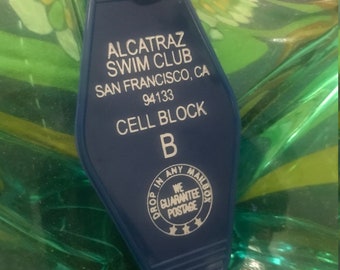 ALCATRAZ
SWIM CLUB
SAN FRANCISCO, CA
94133
CELL BLOCK
B
DROP IN ANY MAILBOX
WE
GUARANTEE
POSTAGE